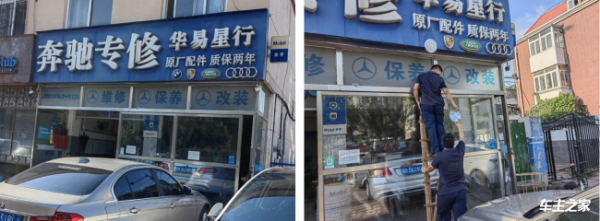 奔驰专修 华易星行
原厂配件 质保两年
维修 保养 改装
修 华易星行
原厂配件 质保两年
保养 改装
车主之家